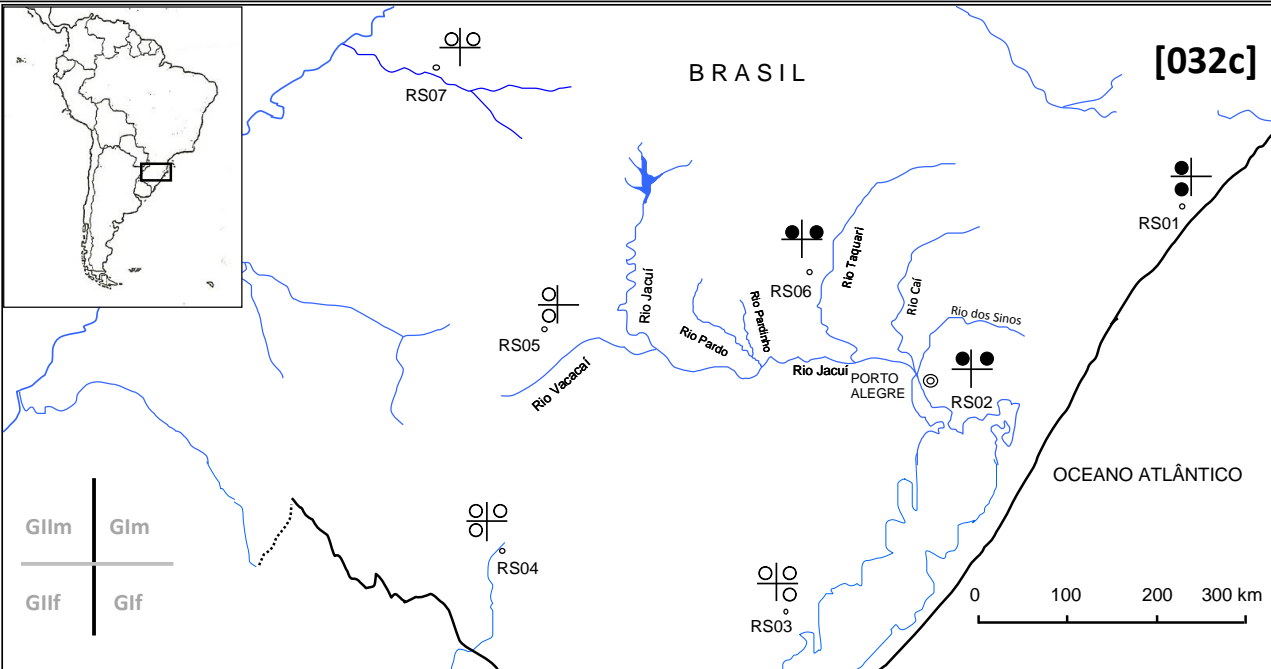 [032c]
BRASIL
RS07
RS01
RS06
Rio Taquari
Rio Caí
Rio Jacuí
Rio dos Sinos
Rio Pardinho
Rio Pardo
RS05
Rio Vacacaí
Rio Jacuí
PORTO
ALEGRE
RS02
OCEANO ATLÂNTICO
GIIm
GIm
GIIf
GIf
RS04
RS03
0 100 200 300 km